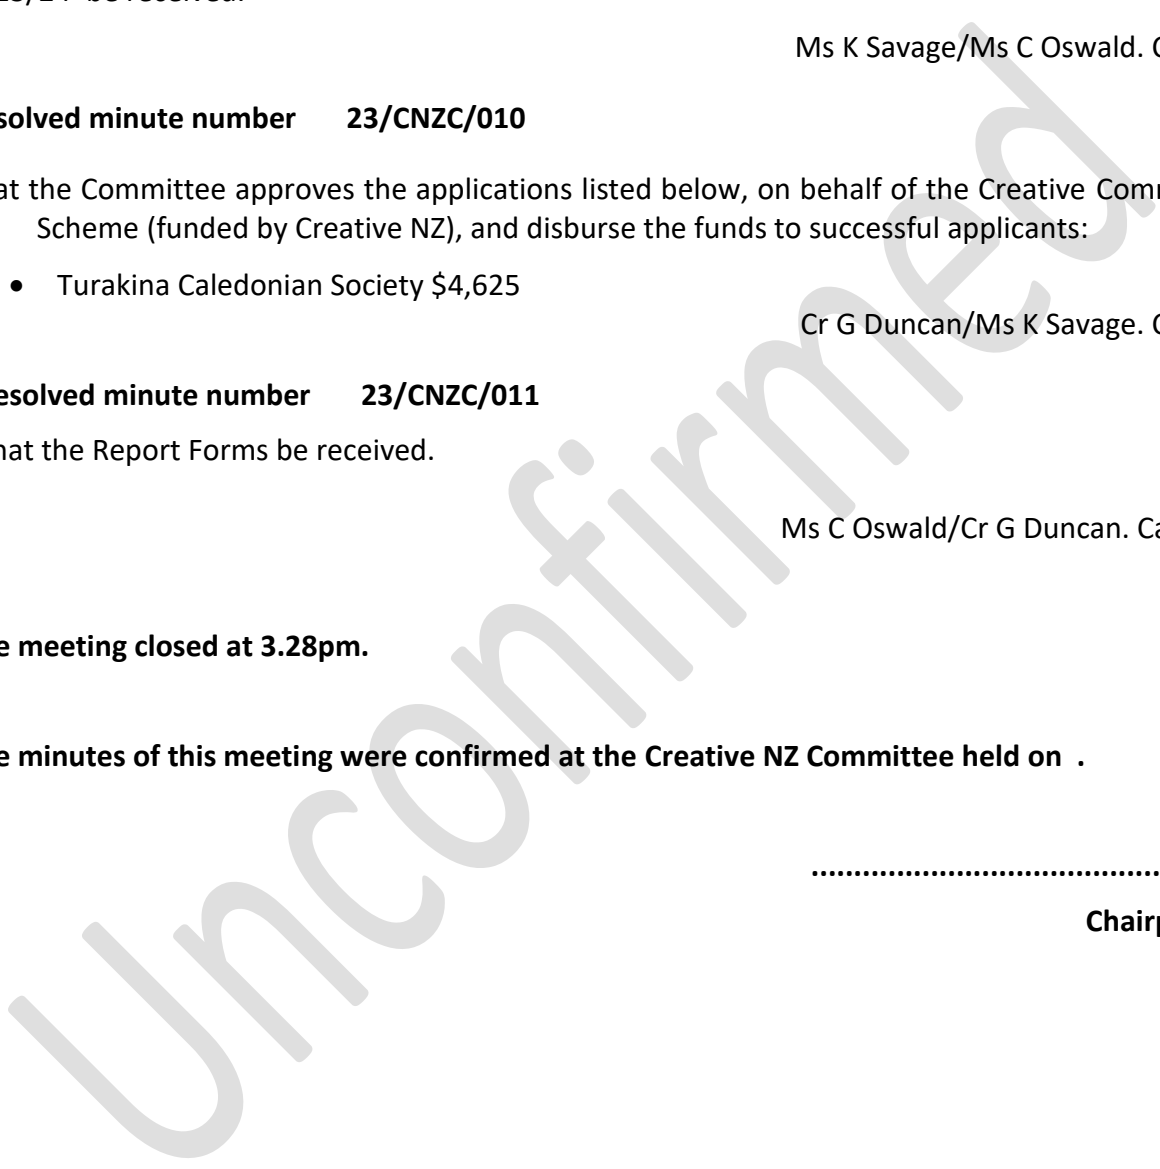 be received.
Ms K Savage/Ms C Oswald. C
solved minute number 23/CNZC/010
at the Committee approves the applications listed below, on behalf of the Creative Comm
Scheme (funded by Creative NZ), and disburse the funds to successful applicants:
• Turakina Caledonian Society $4,625
Cr G Duncan/Ms K Savage. C
esolved minute number 23/CNZC/011
hat the Report Forms be received.
Ms C Oswald/Cr G Duncan. Ca
e meeting closed at 3.28pm.
e minutes of this meeting were confirmed at the Creative NZ Committee held on .
...........................................
Chairp
Unconfirmed